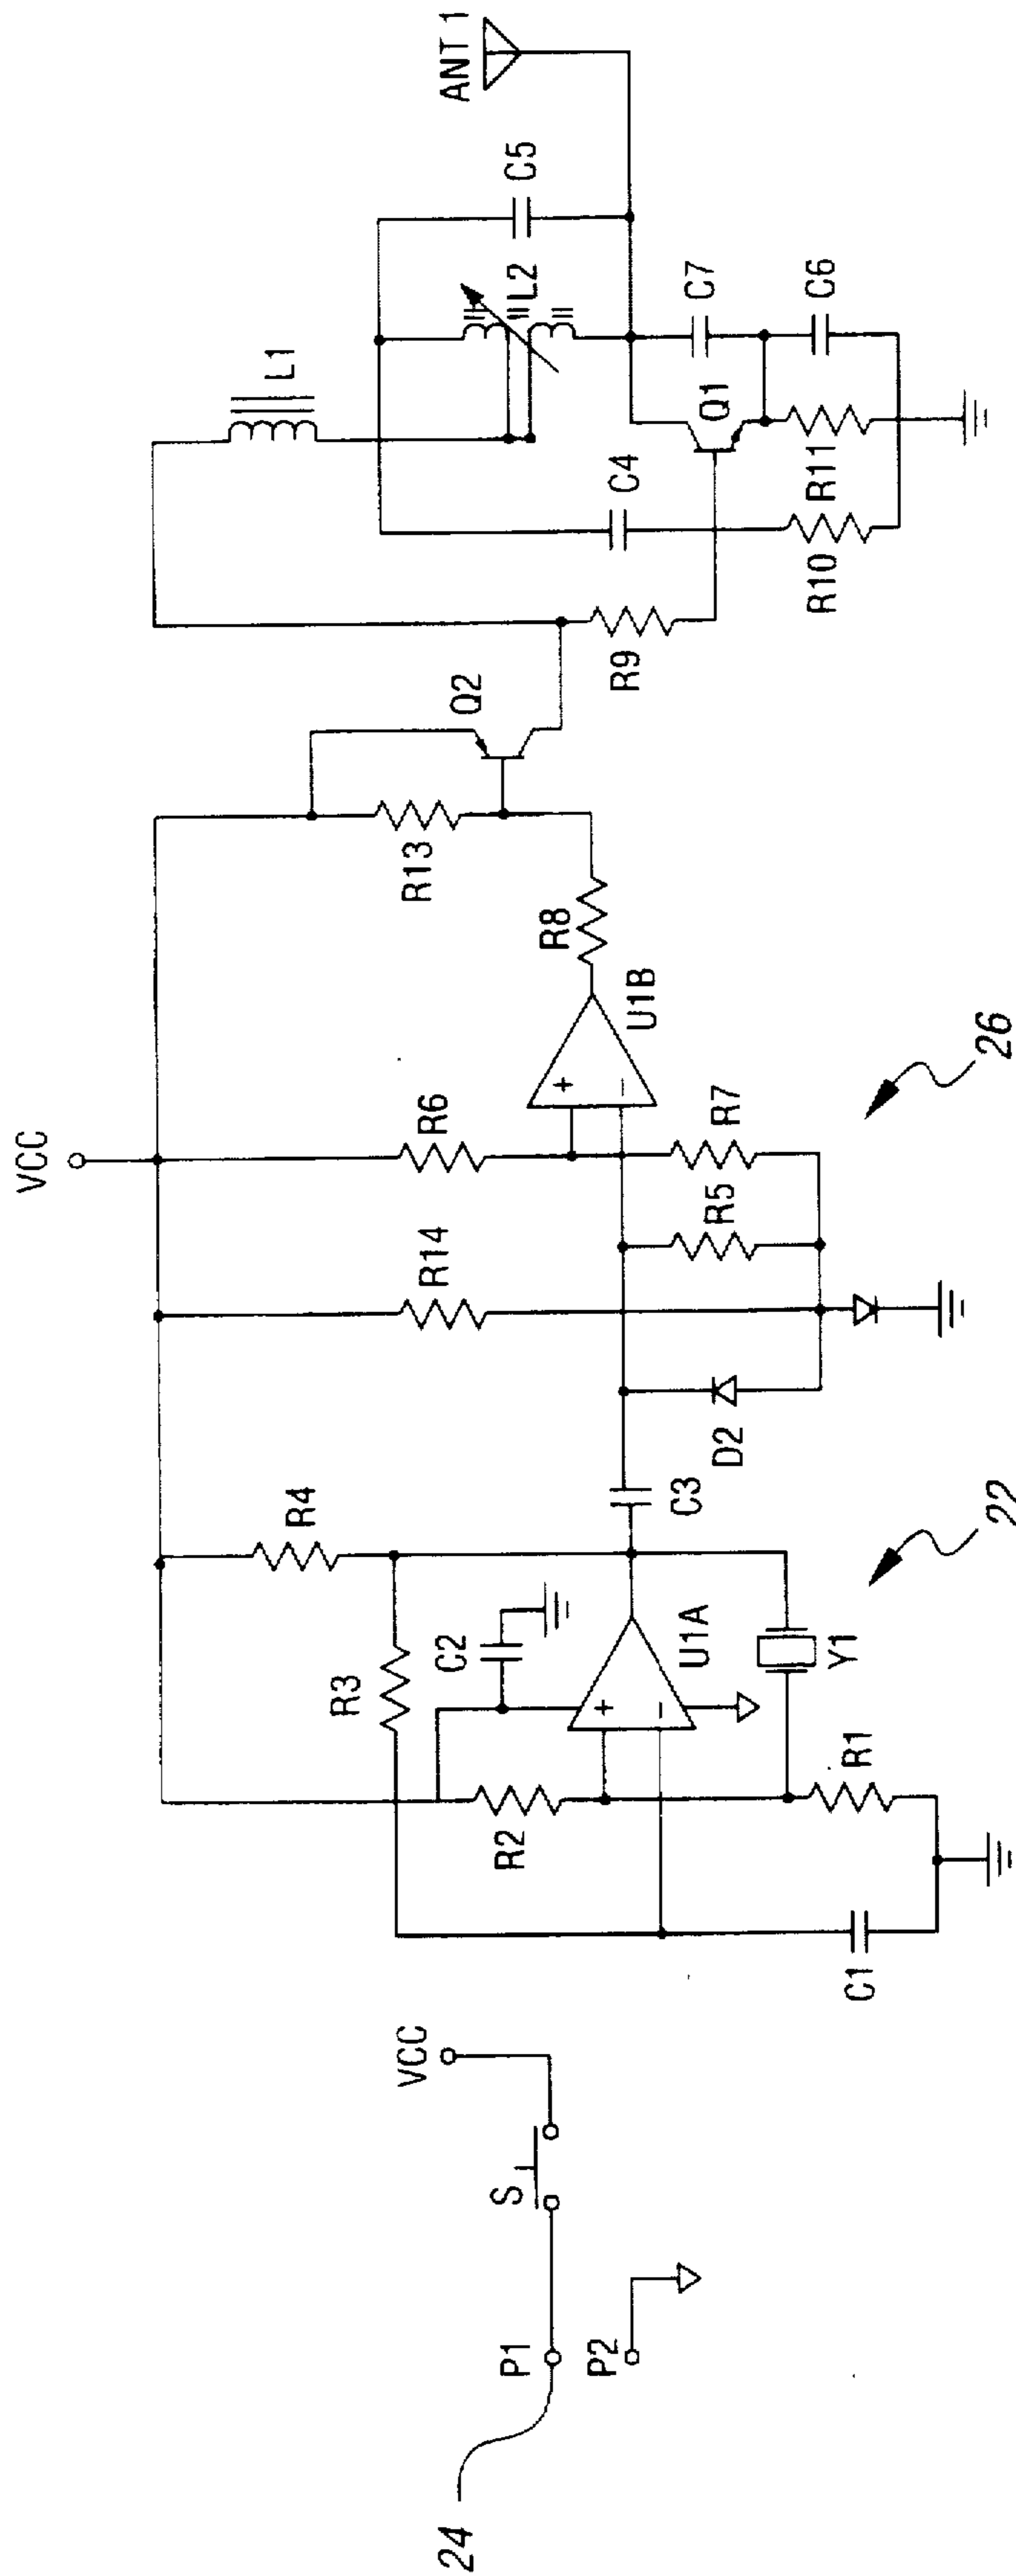 24
P1
P2
S
VCC
C1
R2
R1
R3
C2
U1A
Y1
22
R4
C3
D2
R14
R5
R6
R7
VCC
26
U1B
R8
R13
Q2
R9
R10
C4
R11
Q1
L1
L2
C7
C6
C5
ANT 1